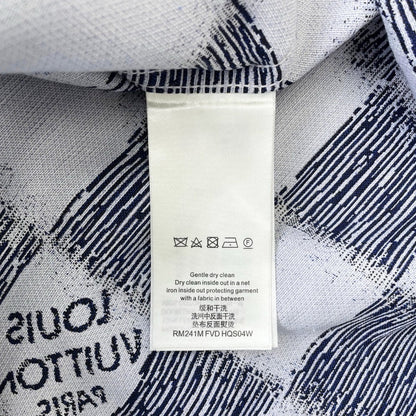 Gentle dry clean
Dry clean inside out in a net
iron inside out protecting garment
with a fabric in between
缓和干洗
洗河中反面干洗
垫布反面熨烫
RM241M FVD HQS04W
LOUIS
VUITTON
PARIS